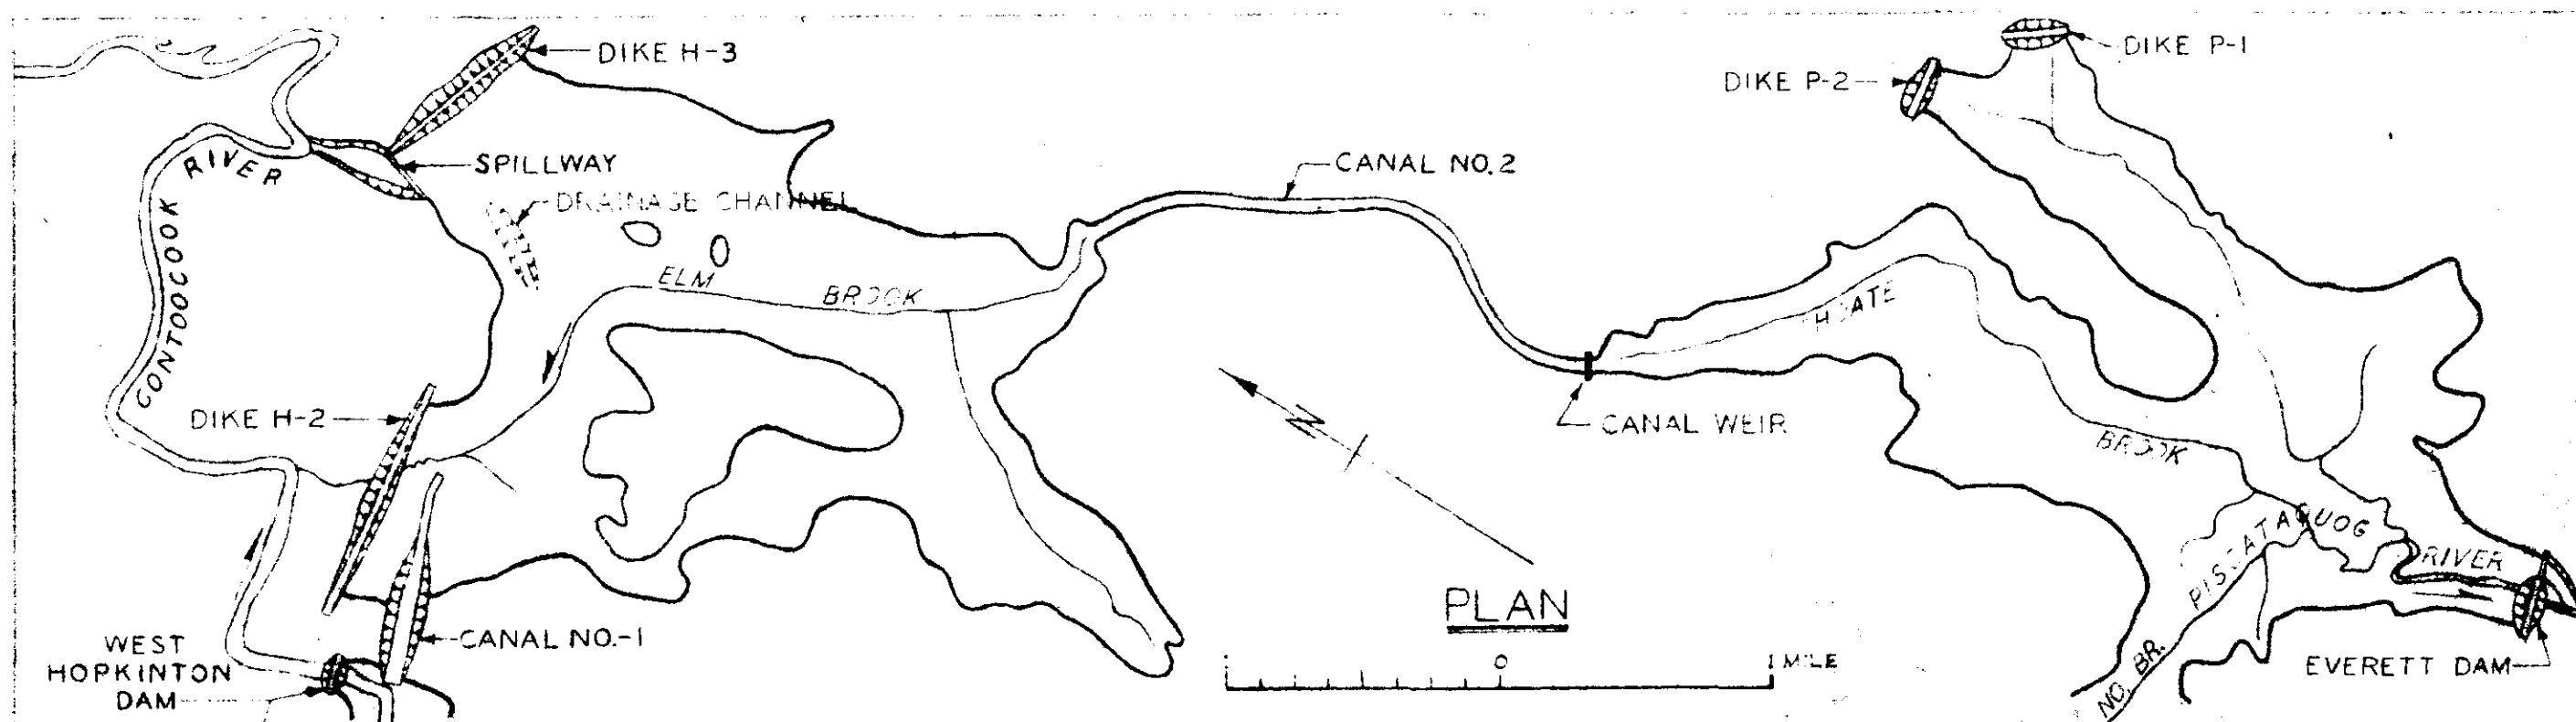 DIKE H-3
DIKE P-1
DIKE P-2
SPILLWAY
CANAL NO. 2
RIVER
DRAINAGE CHANNEL
CONTOOCOOK
ELM BROOK
DIKE H-2
CANAL WEIR
N
BROOK
PISCATAQUOG
RIVER
PLAN
WEST
HOPKINTON
DAM
CANAL NO.-1
0
1 MILE
NO. BR.
EVERETT DAM